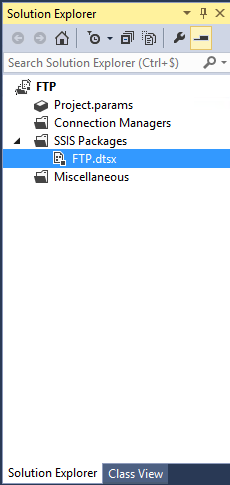 Solution Explorer
Search Solution Explorer (Ctrl+$)
FTP
Project.params
Connection Managers
SSIS Packages
FTP.dtsx
Miscellaneous
Solution Explorer Class View